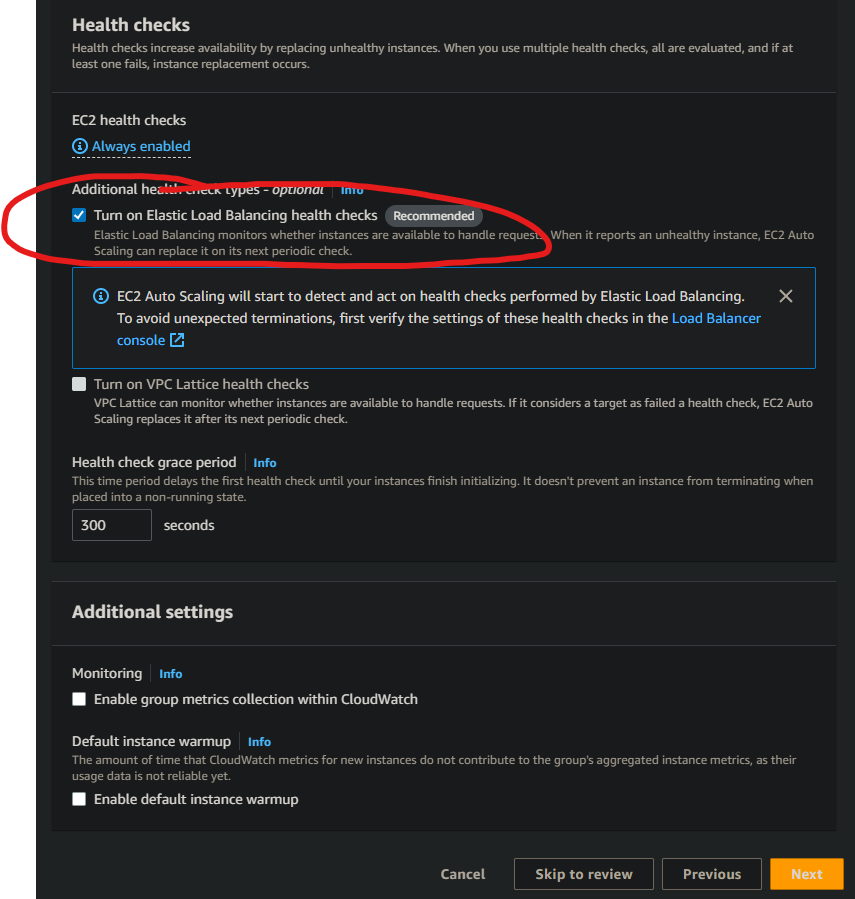 Health checks
Health checks increase availability by replacing unhealthy instances. When you use multiple health checks, all are evaluated, and if at
least one fails, instance replacement occurs.
EC2 health checks
Always enabled
Additional health check types - optional Info
Turn on Elastic Load Balancing health checks Recommended
Elastic Load Balancing monitors whether instances are available to handle requests. When it reports an unhealthy instance, EC2 Auto
Scaling can replace it on its next periodic check.
EC2 Auto Scaling will start to detect and act on health checks performed by Elastic Load Balancing.
To avoid unexpected terminations, first verify the settings of these health checks in the Load Balancer
console
Turn on VPC Lattice health checks
VPC Lattice can monitor whether instances are available to handle requests. If it considers a target as failed a health check, EC2 Auto
Scaling replaces it after its next periodic check.
Health check grace period Info
This time period delays the first health check until your instances finish initializing. It doesn't prevent an instance from terminating when
placed into a non-running state.
300 seconds
Additional settings
Monitoring Info
Enable group metrics collection within CloudWatch
Default instance warmup Info
The amount of time that CloudWatch metrics for new instances do not contribute to the group's aggregated instance metrics, as their
usage data is not reliable yet.
Enable default instance warmup
Cancel Skip to review Previous Next